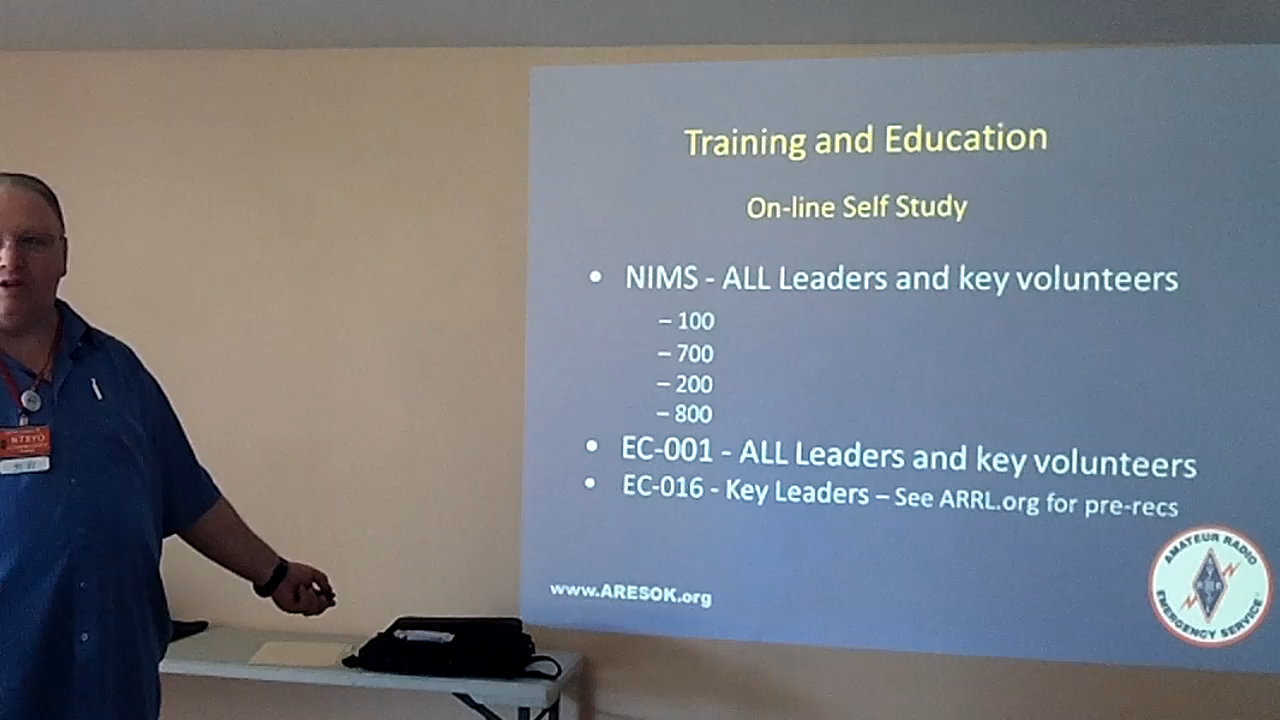 Training and Education
On-line Self Study
• NIMS - ALL Leaders and key volunteers
– 100
– 700
– 200
– 800
• EC-001 - ALL Leaders and key volunteers
• EC-016 - Key Leaders – See ARRL.org for pre-recs
www.ARESOK.org
AMATEUR RADIO
EMERGENCY SERVICE